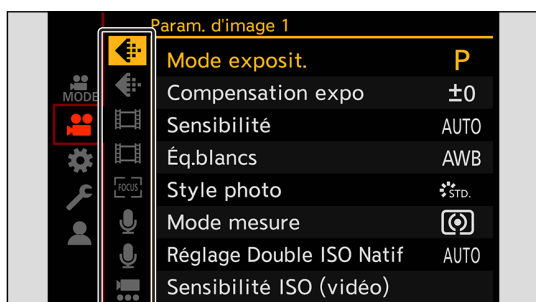 Param. d'image 1
Mode exposit. P
MODE
Compensation expo ±0
Sensibilité AUTO
Éq.blancs AWB
FOCUS
Style photo STD.
Mode mesure
Réglage Double ISO Natif AUTO
Sensibilité ISO (vidéo)